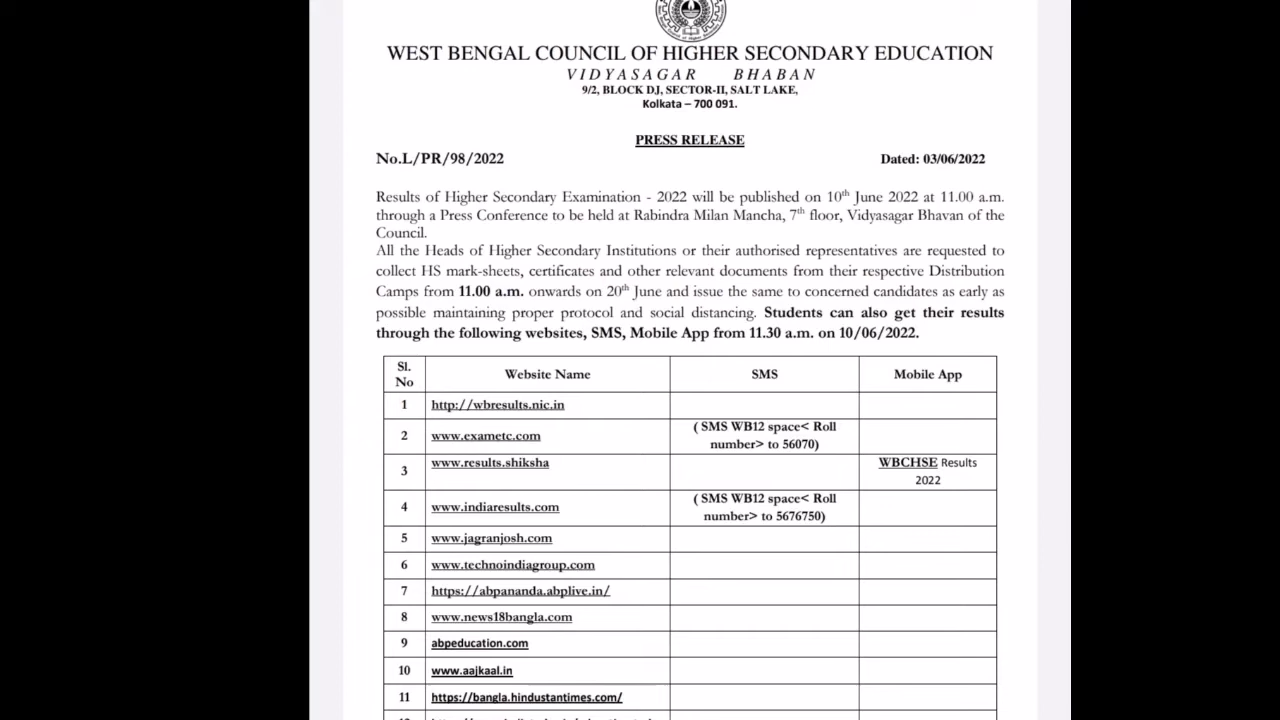 WEST BENGAL COUNCIL OF HIGHER SECONDARY EDUCATION
VIDYASAGAR BHABAN
9/2, BLOCK DJ, SECTOR-II, SALT LAKE,
Kolkata – 700 091.
PRESS RELEASE
No.L/PR/98/2022 Dated: 03/06/2022
Results of Higher Secondary Examination - 2022 will be published on 10th June 2022 at 11.00 a.m.
through a Press Conference to be held at Rabindra Milan Mancha, 7th floor, Vidyasagar Bhavan of the
Council.
All the Heads of Higher Secondary Institutions or their authorised representatives are requested to
collect HS mark-sheets, certificates and other relevant documents from their respective Distribution
Camps from 11.00 a.m. onwards on 20th June and issue the same to concerned candidates as early as
possible maintaining proper protocol and social distancing. Students can also get their results
through the following websites, SMS, Mobile App from 11.30 a.m. on 10/06/2022.
Sl. No Website Name SMS Mobile App
1 http://wbresults.nic.in
2 www.exametc.com ( SMS WB12 space< Roll
number> to 56070)
3 www.results.shiksha WBCHSE Results
2022
4 www.indiaresults.com ( SMS WB12 space< Roll
number> to 5676750)
5 www.jagranjosh.com
6 www.technoindiagroup.com
7 https://abpananda.abplive.in/
8 www.news18bangla.com
9 abpeducation.com
10 www.aajkaal.in
11 https://bangla.hindustantimes.com/